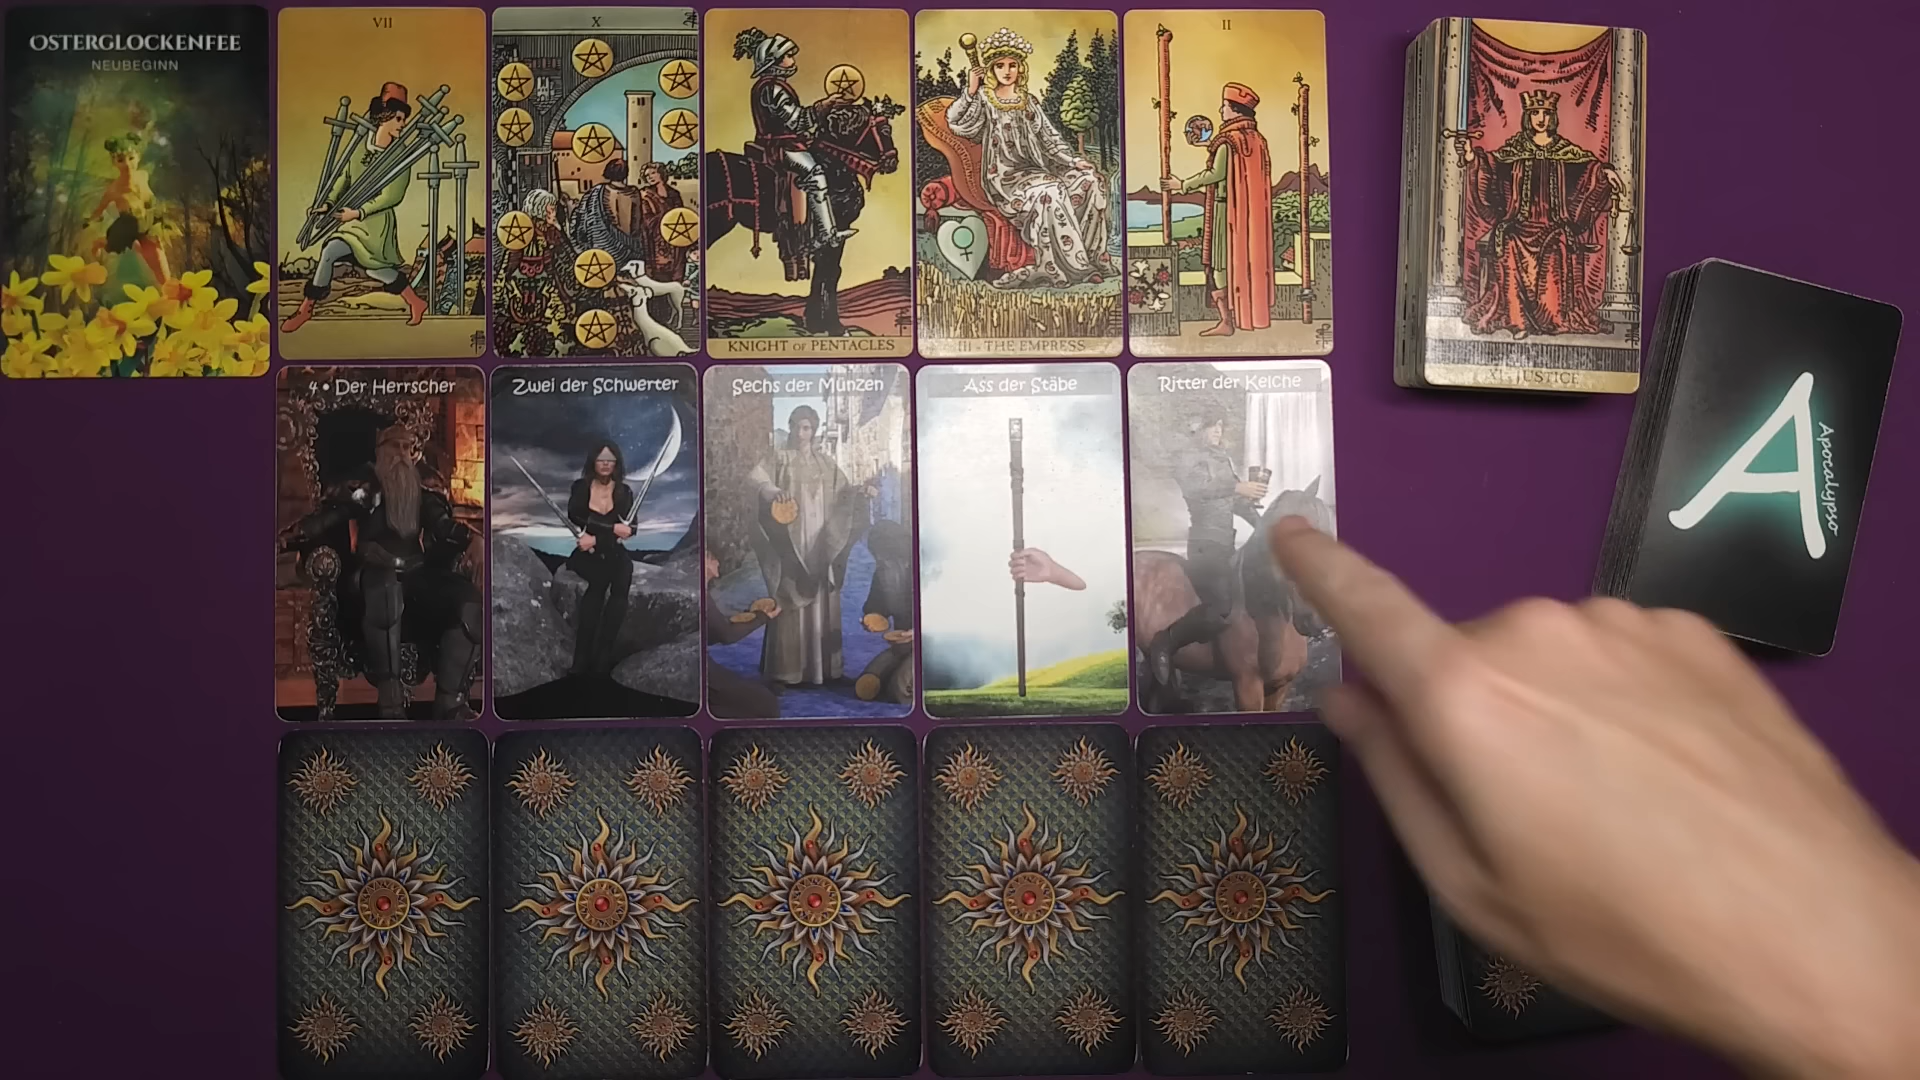 OSTERGLOCKENFEE
NEUBEGINN
VII
X
KNIGHT OF PENTACLES
III - THE EMPRESS
II
XI - JUSTICE
4 • Der Herrscher
Zwei der Schwerter
Sechs der Münzen
Ass der Stäbe
Ritter der Kelche
A
Apocalypso